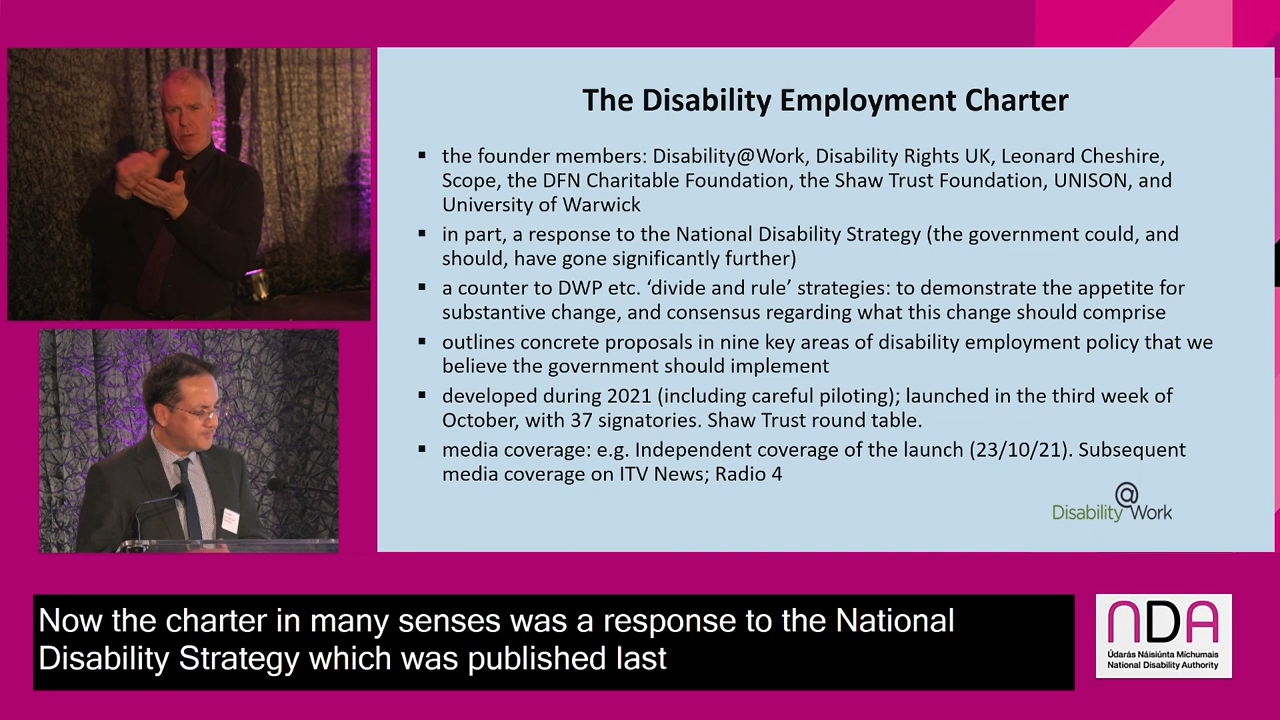 The Disability Employment Charter
▪ the founder members: Disability@Work, Disability Rights UK, Leonard Cheshire,
Scope, the DFN Charitable Foundation, the Shaw Trust Foundation, UNISON, and
University of Warwick
▪ in part, a response to the National Disability Strategy (the government could, and
should, have gone significantly further)
▪ a counter to DWP etc. ‘divide and rule’ strategies: to demonstrate the appetite for
substantive change, and consensus regarding what this change should comprise
▪ outlines concrete proposals in nine key areas of disability employment policy that we
believe the government should implement
▪ developed during 2021 (including careful piloting); launched in the third week of
October, with 37 signatories. Shaw Trust round table.
▪ media coverage: e.g. Independent coverage of the launch (23/10/21). Subsequent
media coverage on ITV News; Radio 4
Disability@Work
Now the charter in many senses was a response to the National
Disability Strategy which was published last
NDA
Údarás Náisiúnta Míchumais
National Disability Authority